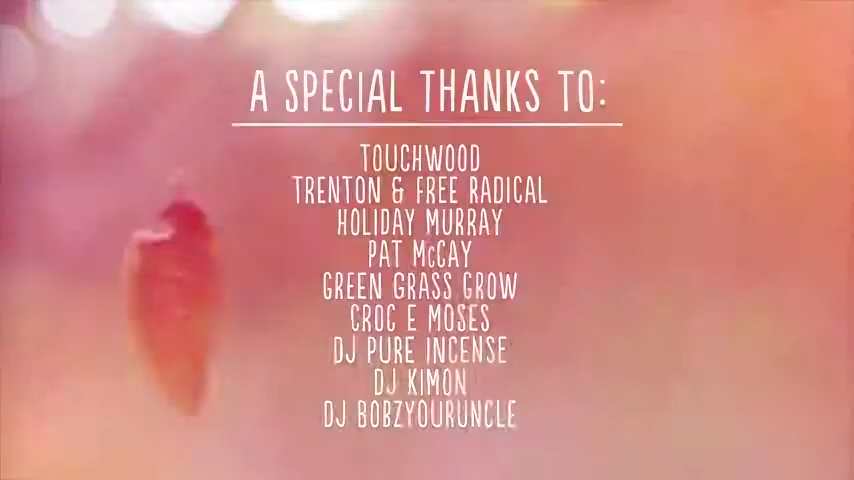 A SPECIAL THANKS TO:
TOUCHWOOD
TRENTON & FREE RADICAL
HOLIDAY MURRAY
PAT McCAY
GREEN GRASS GROW
CROC E MOSES
DJ PURE INCENSE
DJ KIMON
DJ BOBZYOURUNCLE